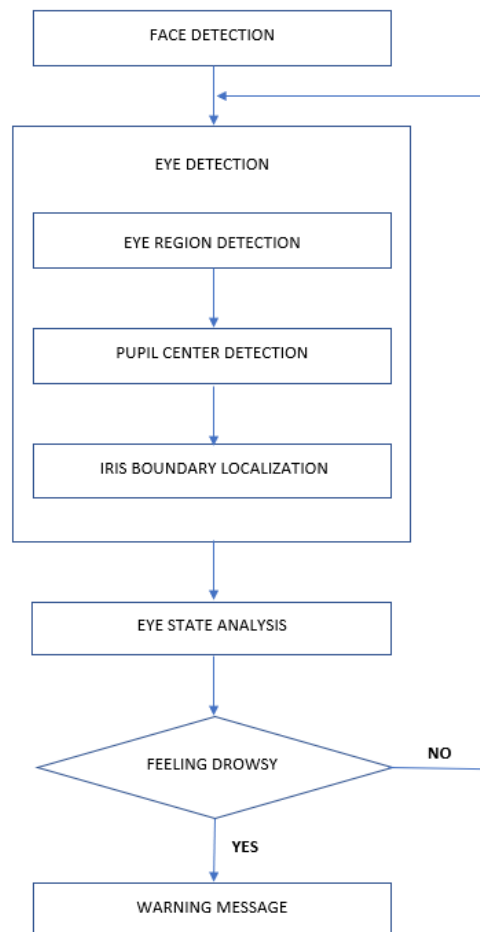 FACE DETECTION
EYE DETECTION
EYE REGION DETECTION
PUPIL CENTER DETECTION
IRIS BOUNDARY LOCALIZATION
EYE STATE ANALYSIS
FEELING DROWSY
NO
YES
WARNING MESSAGE